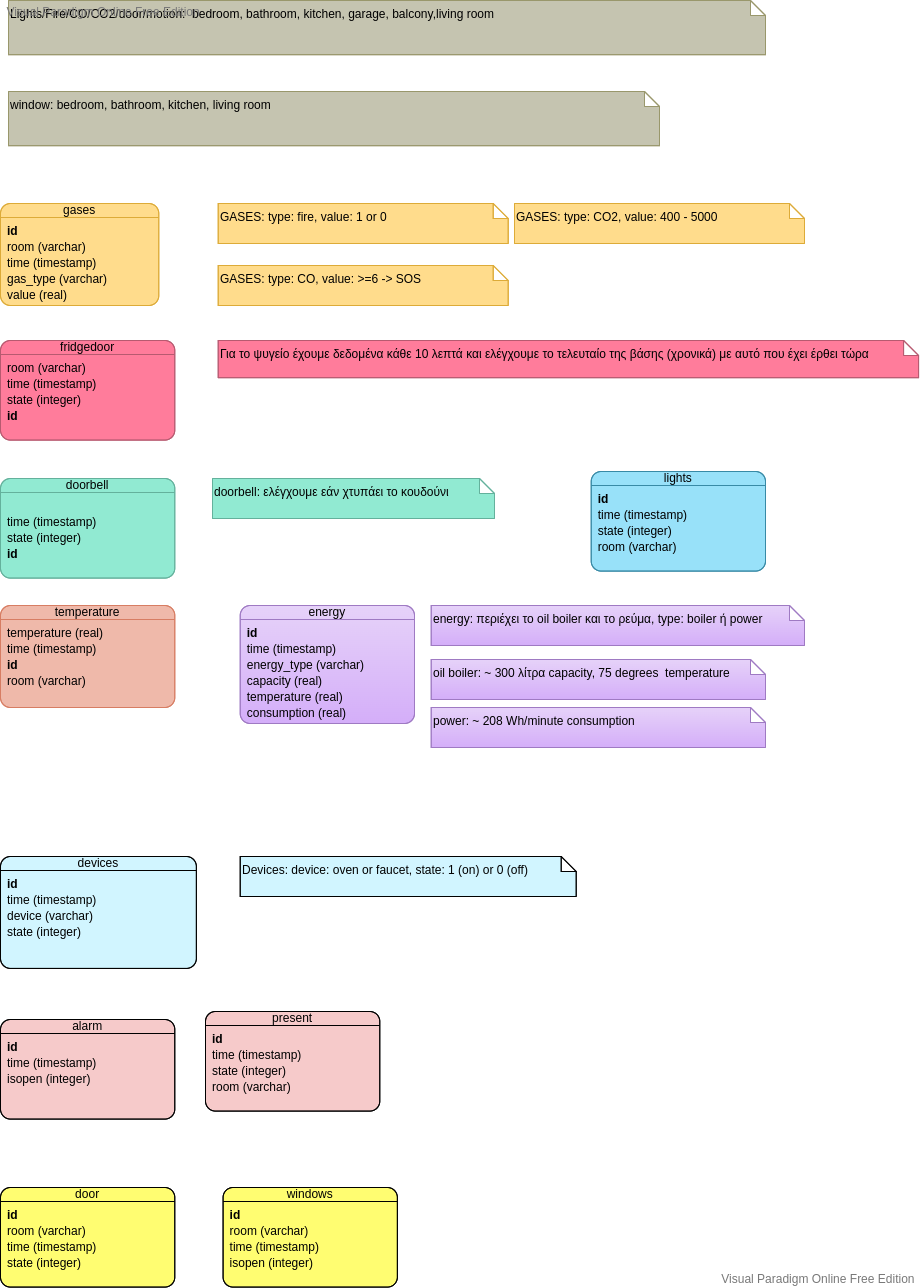 Visual Paradigm Online Free Edition
Lights/Fire/CO/CO2/door/motion: bedroom, bathroom, kitchen, garage, balcony,living room
window: bedroom, bathroom, kitchen, living room
gases
id
room (varchar)
time (timestamp)
gas_type (varchar)
value (real)
GASES: type: fire, value: 1 or 0
GASES: type: CO2, value: 400 - 5000
GASES: type: CO, value: >=6 -> SOS
fridgedoor
room (varchar)
time (timestamp)
state (integer)
id
Για το ψυγείο έχουμε δεδομένα κάθε 10 λεπτά και ελέγχουμε το τελευταίο της βάσης (χρονικά) με αυτό που έχει έρθει τώρα
doorbell
time (timestamp)
state (integer)
id
doorbell: ελέγχουμε εάν χτυπάει το κουδούνι
lights
id
time (timestamp)
state (integer)
room (varchar)
temperature
temperature (real)
time (timestamp)
id
room (varchar)
energy
id
time (timestamp)
energy_type (varchar)
capacity (real)
temperature (real)
consumption (real)
energy: περιέχει το oil boiler και το ρεύμα, type: boiler ή power
oil boiler: ~ 300 λίτρα capacity, 75 degrees  temperature
power: ~ 208 Wh/minute consumption
devices
id
time (timestamp)
device (varchar)
state (integer)
Devices: device: oven or faucet, state: 1 (on) or 0 (off)
alarm
id
time (timestamp)
isopen (integer)
present
id
time (timestamp)
state (integer)
room (varchar)
door
id
room (varchar)
time (timestamp)
state (integer)
windows
id
room (varchar)
time (timestamp)
isopen (integer)
Visual Paradigm Online Free Edition